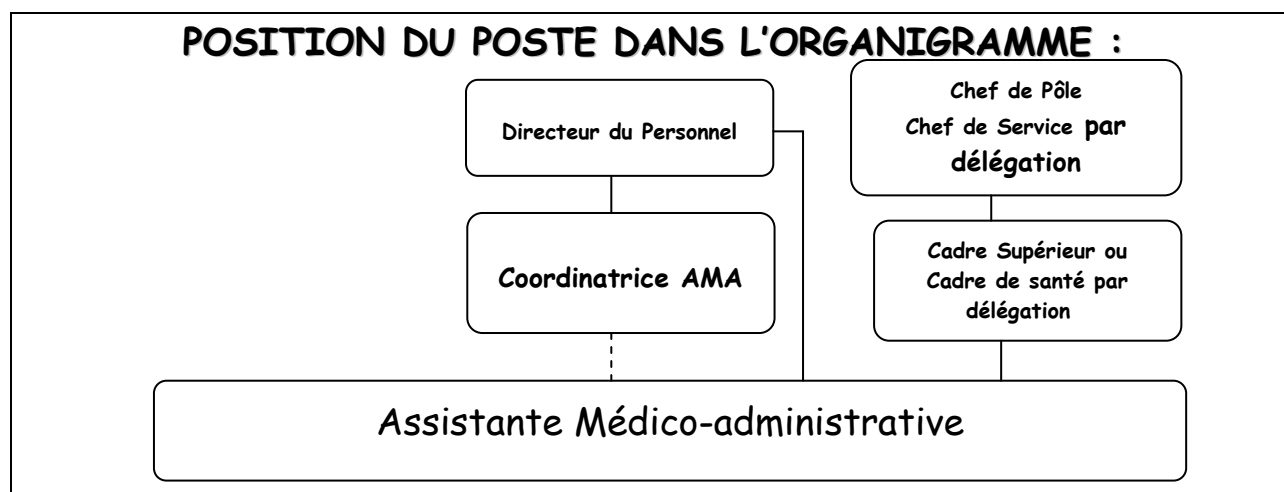 POSITION DU POSTE DANS L'ORGANIGRAMME :
Directeur du Personnel
Coordinatrice AMA
Chef de Pôle
Chef de Service par
délégation
Cadre Supérieur ou
Cadre de santé par
délégation
Assistante Médico-administrative